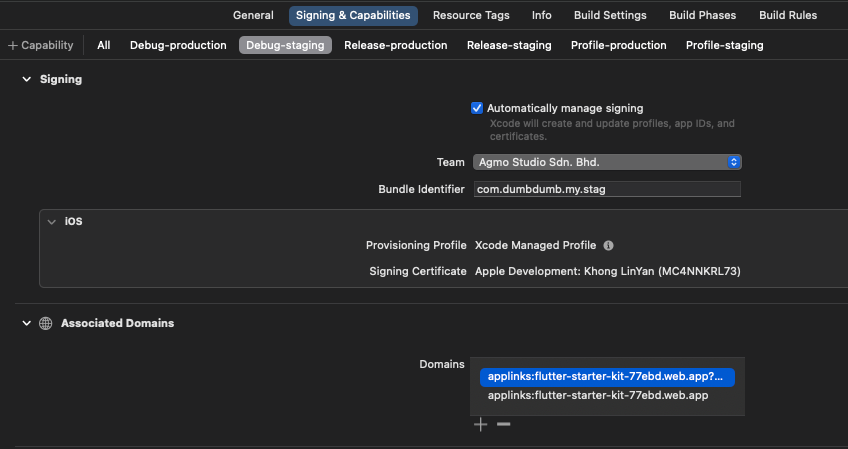 General Signing & Capabilities Resource Tags Info Build Settings Build Phases Build Rules
+ Capability All Debug-production Debug-staging Release-production Release-staging Profile-production Profile-staging
Signing
Automatically manage signing
Xcode will create and update profiles, app IDs, and
certificates.
Team Agmo Studio Sdn. Bhd.
Bundle Identifier com.dumbdumb.my.stag
iOS
Provisioning Profile Xcode Managed Profile
Signing Certificate Apple Development: Khong LinYan (MC4NNKRL73)
Associated Domains
Domains
applinks:flutter-starter-kit-77ebd.web.app?...
applinks:flutter-starter-kit-77ebd.web.app